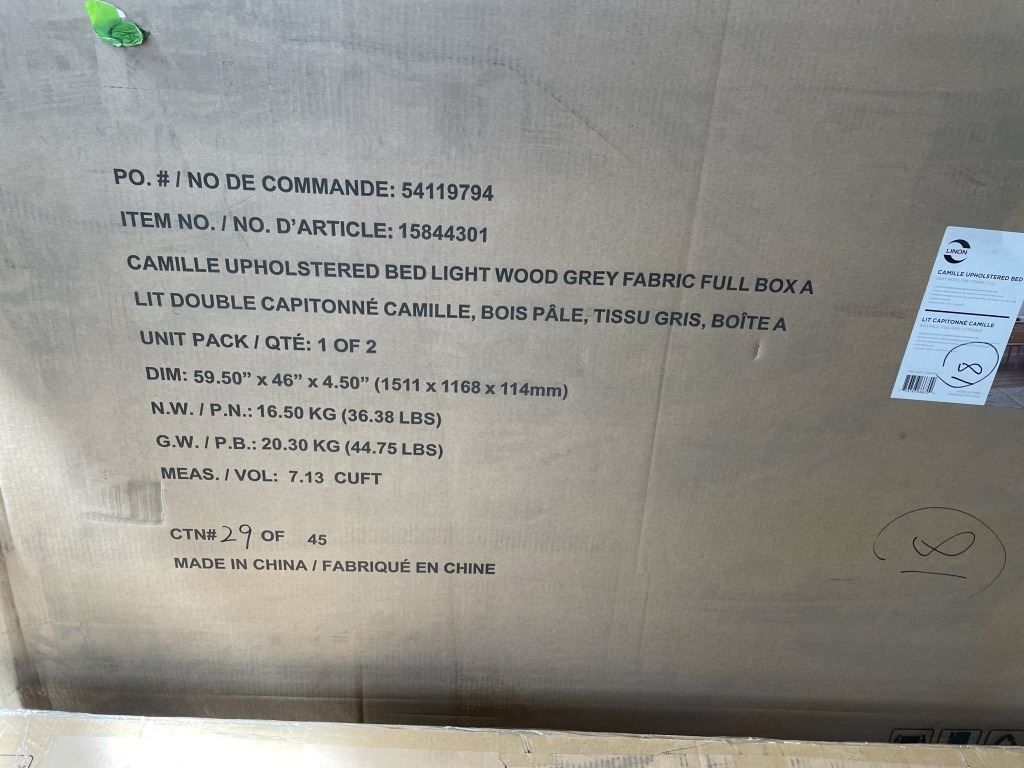 PO. # / NO DE COMMANDE: 54119794
ITEM NO. / NO. D’ARTICLE: 15844301
CAMILLE UPHOLSTERED BED LIGHT WOOD GREY FABRIC FULL BOX A
LIT DOUBLE CAPITONNÉ CAMILLE, BOIS PÂLE, TISSU GRIS, BOÎTE A
UNIT PACK / QTÉ: 1 OF 2
DIM: 59.50” x 46” x 4.50” (1511 x 1168 x 114mm)
N.W. / P.N.: 16.50 KG (36.38 LBS)
G.W. / P.B.: 20.30 KG (44.75 LBS)
MEAS. / VOL: 7.13 CUFT
CTN# 29 OF 45
MADE IN CHINA / FABRIQUÉ EN CHINE
LINON
CAMILLE UPHOLSTERED BED
LIT CAPITONNÉ CAMILLE
8
8